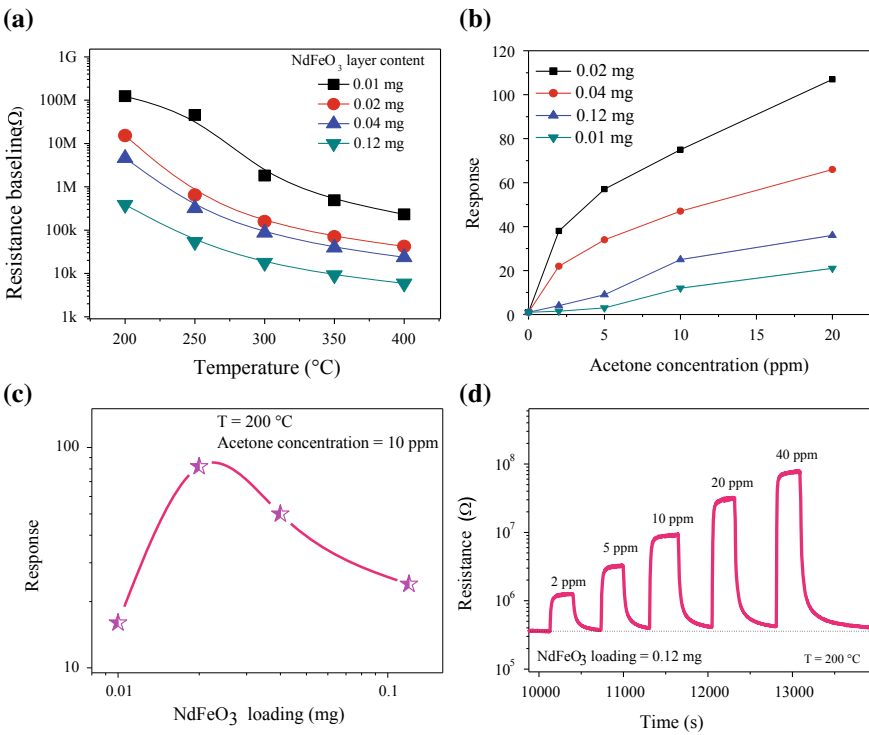 (a)
NdFeO3 layer content
0.01 mg
0.02 mg
0.04 mg
0.12 mg
1G
100M
10M
1M
100k
10k
1k
Resistance baseline(Ω)
200
250
300
350
400
Temperature (°C)
(b)
0.02 mg
0.04 mg
0.12 mg
0.01 mg
120
100
80
60
40
20
0
Response
0
5
10
15
20
Acetone concentration (ppm)
(c)
T = 200 °C
Acetone concentration = 10 ppm
100
10
Response
0.01
0.1
NdFeO3 loading (mg)
(d)
40 ppm
20 ppm
10 ppm
5 ppm
2 ppm
10^8
10^7
10^6
10^5
Resistance (Ω)
NdFeO3 loading = 0.12 mg
T = 200 °C
10000
11000
12000
13000
Time (s)